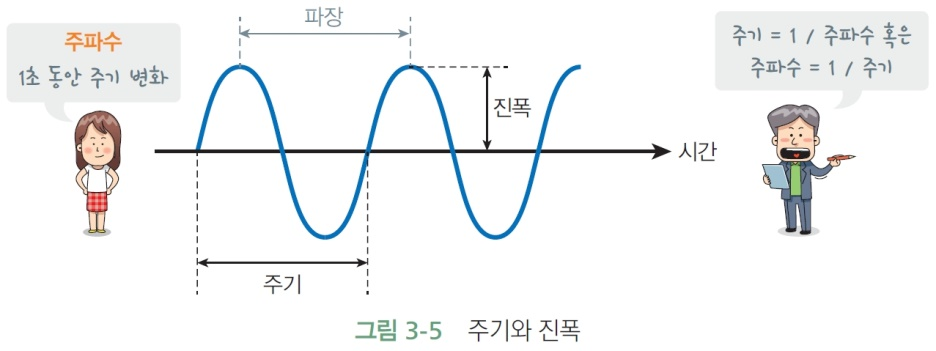 파장
주파수
1초 동안 주기 변화
주기 = 1 / 주파수 혹은
주파수 = 1 / 주기
진폭
시간
주기
그림 3-5 주기와 진폭